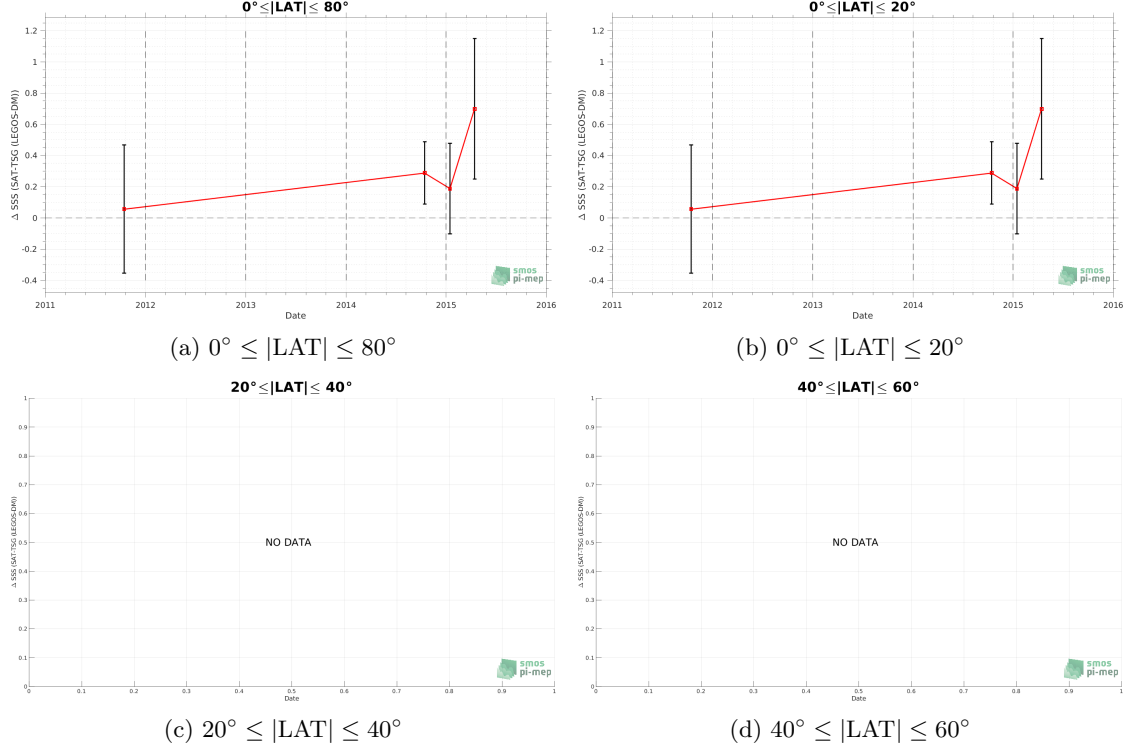 0°≤|LAT|≤ 80°
1.2
1
0.8
0.6
0.4
0.2
0
-0.2
-0.4
Δ SSS (SAT-TSG (LEGOS-DM))
2011 2012 2013 2014 2015 2016
Date
smos
pi-mep
(a) 0° ≤ |LAT| ≤ 80°
0°≤|LAT|≤ 20°
1.2
1
0.8
0.6
0.4
0.2
0
-0.2
-0.4
Δ SSS (SAT-TSG (LEGOS-DM))
2011 2012 2013 2014 2015 2016
Date
smos
pi-mep
(b) 0° ≤ |LAT| ≤ 20°
20°≤|LAT|≤ 40°
1
0.9
0.8
0.7
0.6
0.5
0.4
0.3
0.2
0.1
0
Δ SSS (SAT-TSG (LEGOS-DM))
NO DATA
0 0.1 0.2 0.3 0.4 0.5 0.6 0.7 0.8 0.9 1
Date
smos
pi-mep
(c) 20° ≤ |LAT| ≤ 40°
40°≤|LAT|≤ 60°
1
0.9
0.8
0.7
0.6
0.5
0.4
0.3
0.2
0.1
0
Δ SSS (SAT-TSG (LEGOS-DM))
NO DATA
0 0.1 0.2 0.3 0.4 0.5 0.6 0.7 0.8 0.9 1
Date
smos
pi-mep
(d) 40° ≤ |LAT| ≤ 60°